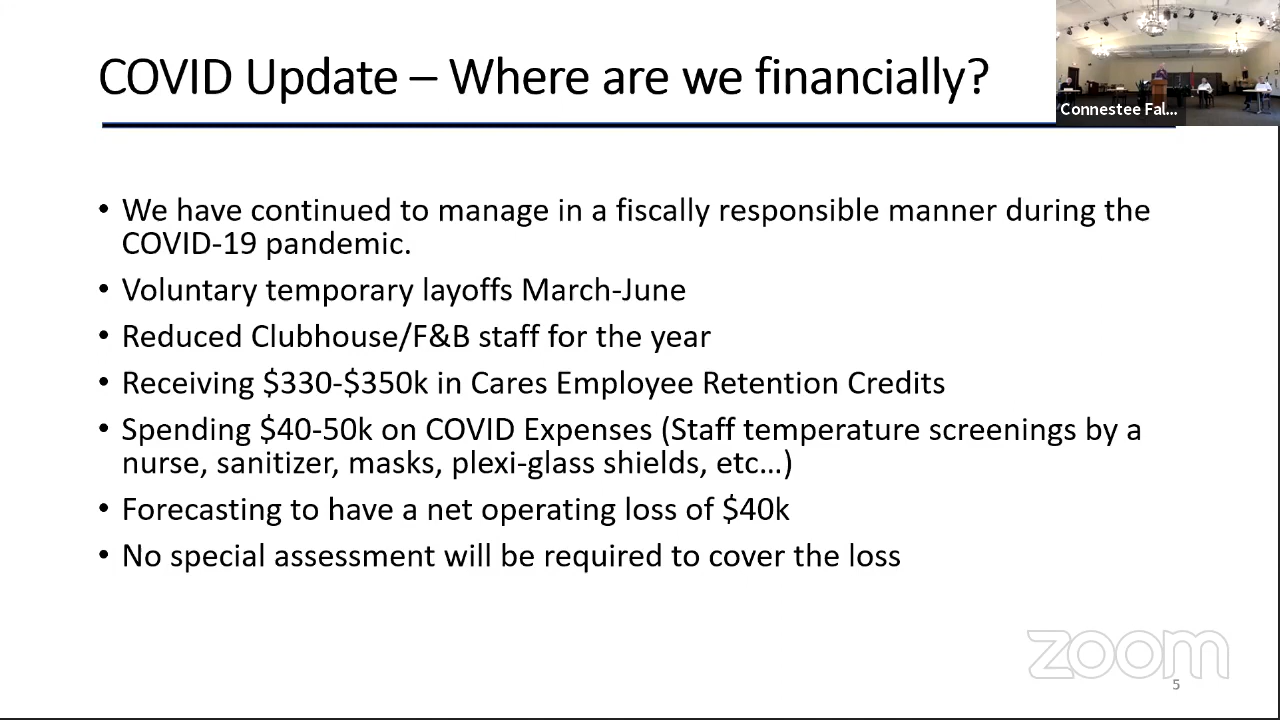 COVID Update – Where are we financially?
Connestee Fal...
• We have continued to manage in a fiscally responsible manner during the
COVID-19 pandemic.
• Voluntary temporary layoffs March-June
• Reduced Clubhouse/F&B staff for the year
• Receiving $330-$350k in Cares Employee Retention Credits
• Spending $40-50k on COVID Expenses (Staff temperature screenings by a
nurse, sanitizer, masks, plexi-glass shields, etc…)
• Forecasting to have a net operating loss of $40k
• No special assessment will be required to cover the loss
zoom
5